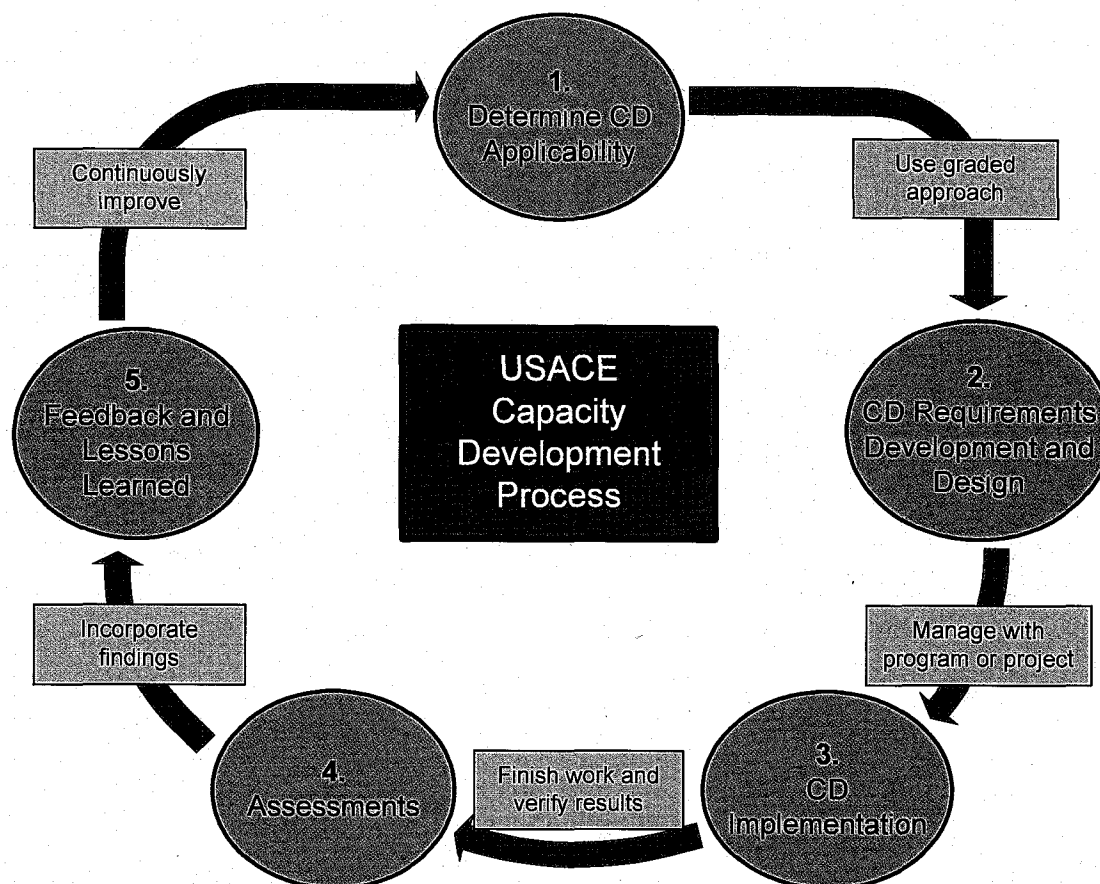 1.
Determine CD
Applicability
Use graded
approach
2.
CD Requirements
Development and
Design
Manage with
program or project
3.
CD
Implementation
Finish work and
verify results
4.
Assessments
Incorporate
findings
5.
Feedback and
Lessons
Learned
Continuously
improve
USACE
Capacity
Development
Process